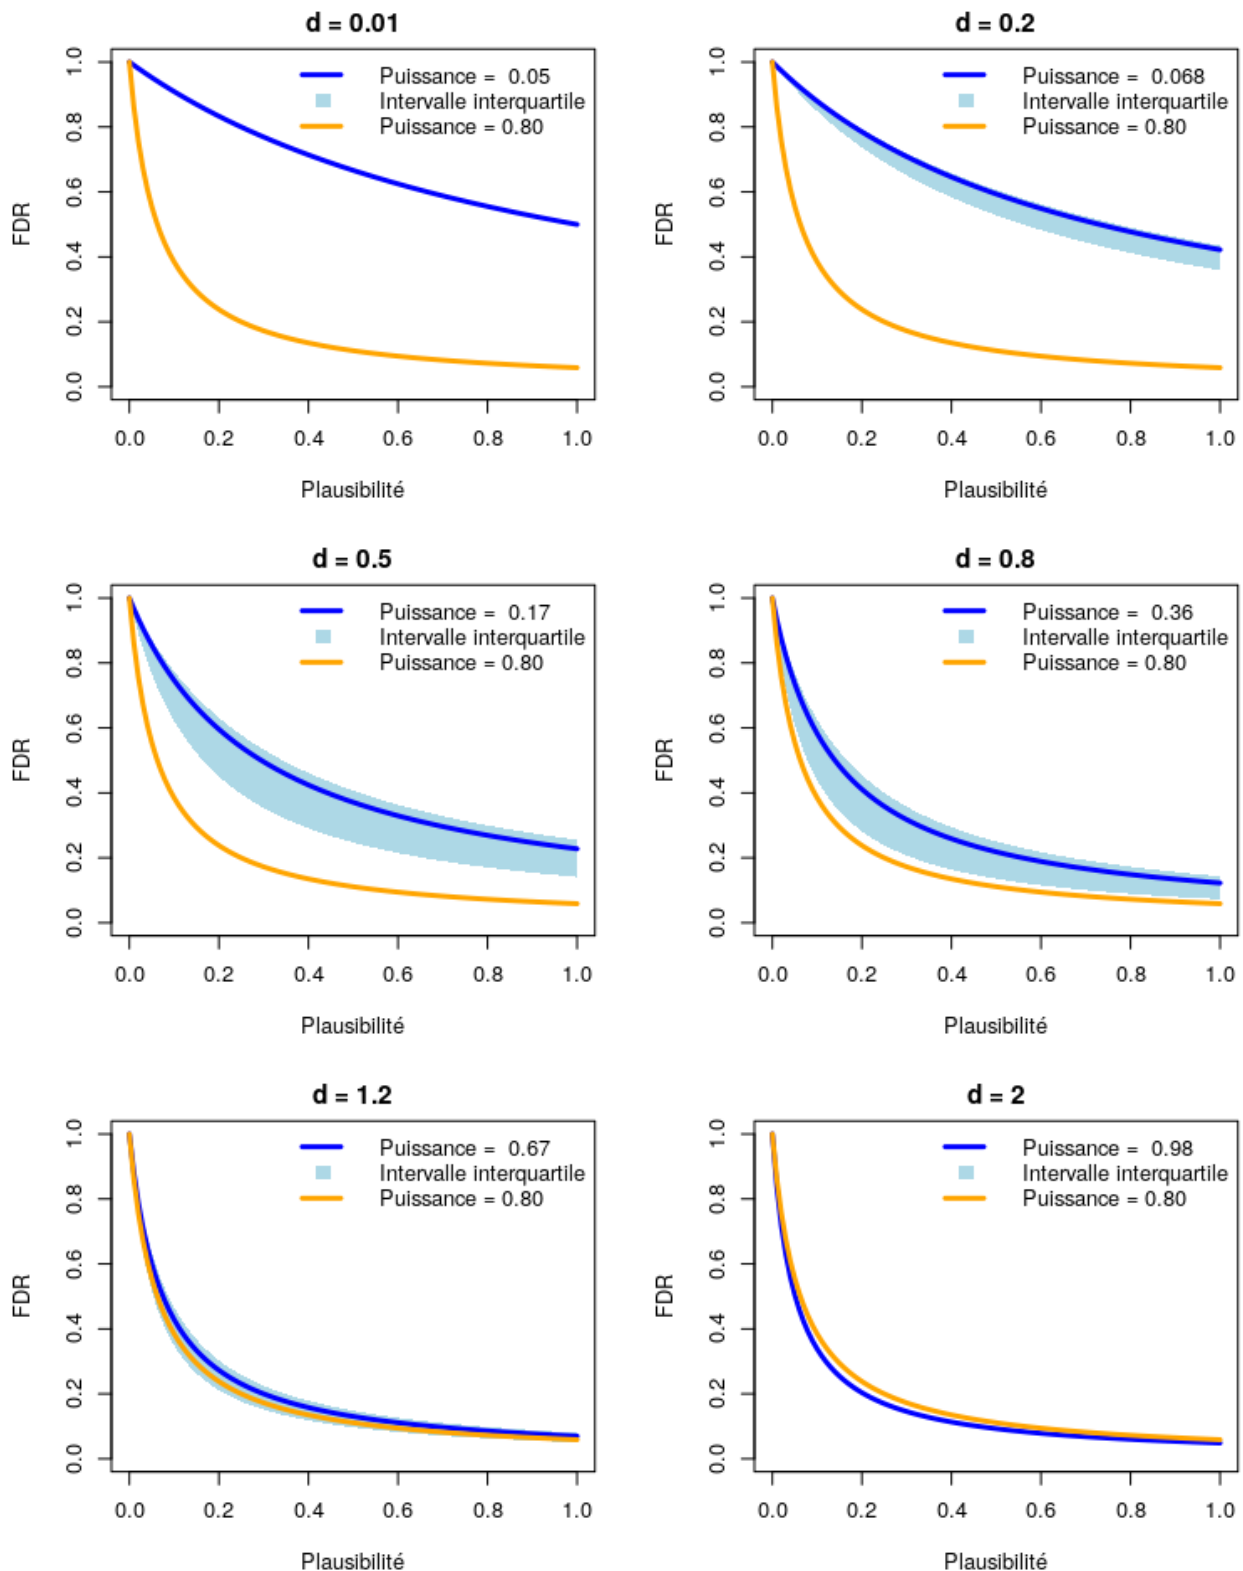 d = 0.01
Puissance = 0.05
Intervalle interquartile
Puissance = 0.80
FDR
1.0
0.8
0.6
0.4
0.2
0.0
0.0 0.2 0.4 0.6 0.8 1.0
Plausibilité
d = 0.2
Puissance = 0.068
Intervalle interquartile
Puissance = 0.80
FDR
1.0
0.8
0.6
0.4
0.2
0.0
0.0 0.2 0.4 0.6 0.8 1.0
Plausibilité
d = 0.5
Puissance = 0.17
Intervalle interquartile
Puissance = 0.80
FDR
1.0
0.8
0.6
0.4
0.2
0.0
0.0 0.2 0.4 0.6 0.8 1.0
Plausibilité
d = 0.8
Puissance = 0.36
Intervalle interquartile
Puissance = 0.80
FDR
1.0
0.8
0.6
0.4
0.2
0.0
0.0 0.2 0.4 0.6 0.8 1.0
Plausibilité
d = 1.2
Puissance = 0.67
Intervalle interquartile
Puissance = 0.80
FDR
1.0
0.8
0.6
0.4
0.2
0.0
0.0 0.2 0.4 0.6 0.8 1.0
Plausibilité
d = 2
Puissance = 0.98
Intervalle interquartile
Puissance = 0.80
FDR
1.0
0.8
0.6
0.4
0.2
0.0
0.0 0.2 0.4 0.6 0.8 1.0
Plausibilité